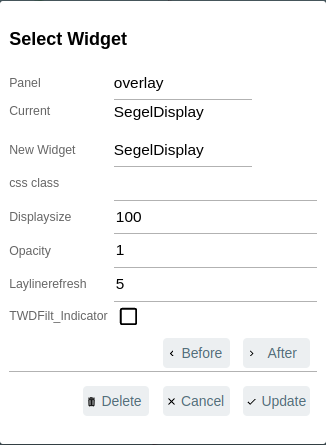 Select Widget
Panel overlay
Current SegelDisplay
New Widget SegelDisplay
css class
Displaysize 100
Opacity 1
Laylinerefresh 5
TWDFilt_Indicator
‹ Before › After
Delete × Cancel ✓ Update